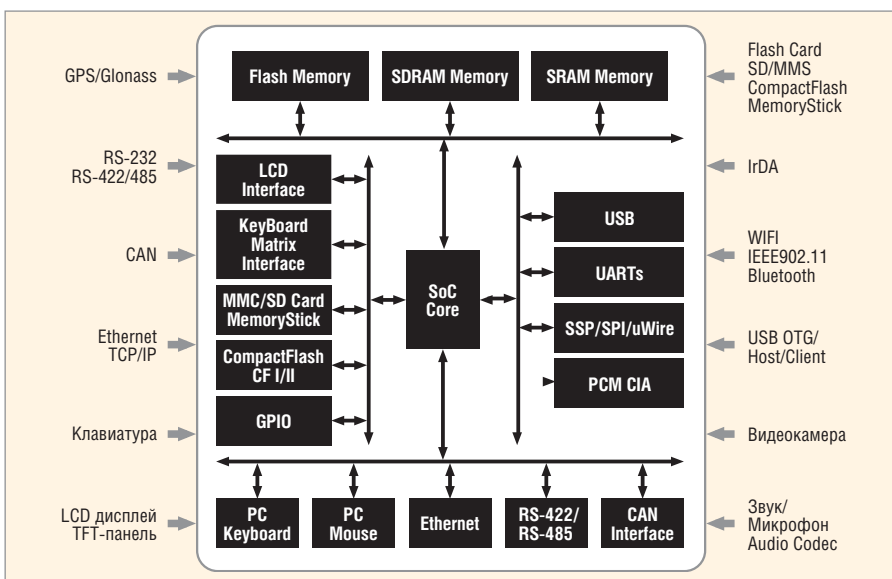 GPS/Glonass
RS-232
RS-422/485
CAN
Ethernet
TCP/IP
Клавиатура
LCD дисплей
TFT-панель
Flash Memory
SDRAM Memory
SRAM Memory
LCD
Interface
KeyBoard
Matrix
Interface
MMC/SD Card
MemoryStick
CompactFlash
CF I/II
GPIO
SoC
Core
USB
UARTs
SSP/SPI/uWire
PCM CIA
PC
Keyboard
PC
Mouse
Ethernet
RS-422/
RS-485
CAN
Interface
Flash Card
SD/MMS
CompactFlash
MemoryStick
IrDA
WIFI
IEEE902.11
Bluetooth
USB OTG/
Host/Client
Видеокамера
Звук/
Микрофон
Audio Codec